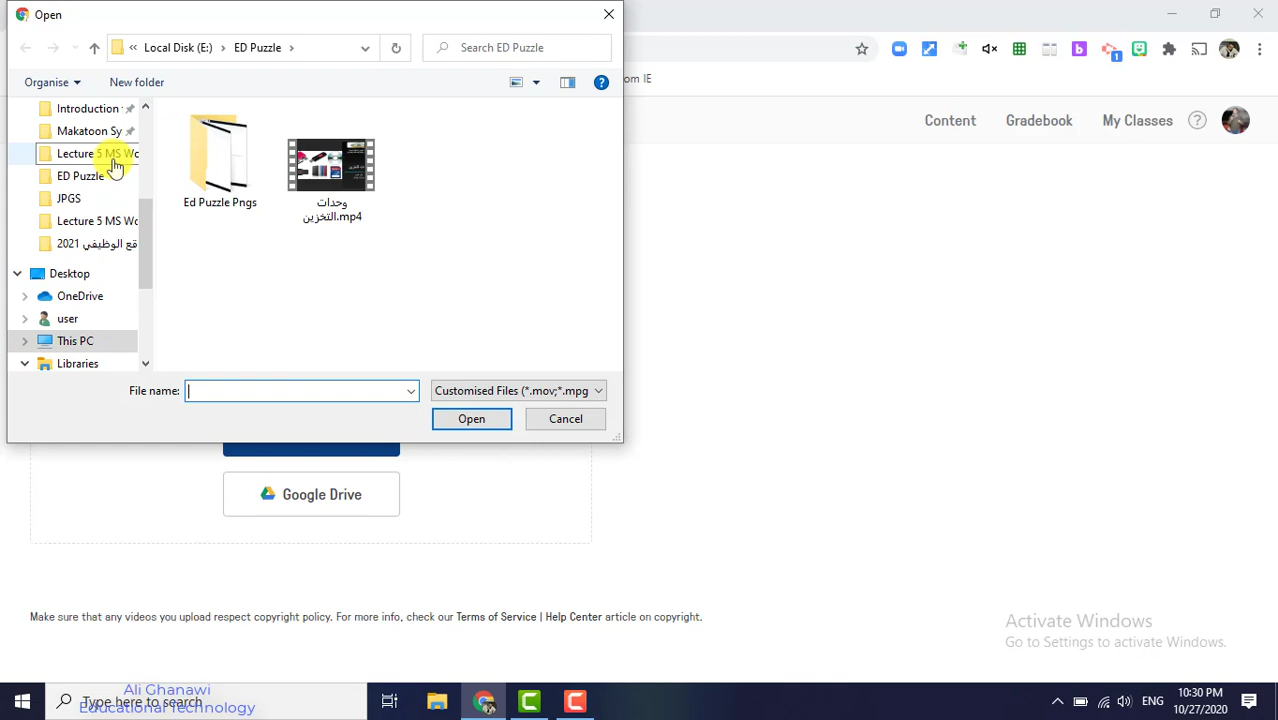 Open
« Local Disk (E:) › ED Puzzle ›
Search ED Puzzle
Organise
New folder
om IE
1
Content
Gradebook
My Classes
Introduction
Makatoon Sy
Lecture 5 MS Wo
ED Puzzle
JPGS
Lecture 5 MS Wo
قع الوظيفي 2021
Desktop
OneDrive
user
This PC
Libraries
Ed Puzzle Pngs
وحدات
التخزين.mp4
File name:
Customised Files (*.mov;*.mpg
Open
Cancel
Google Drive
Make sure that any videos you upload respect copyright policy. For more info, check our Terms of Service | Help Center article on copyright.
Activate Windows
Go to Settings to activate Windows.
Type here to search
Ali Ghanawi
Educational Technology
ENG
10:30 PM
10/27/2020